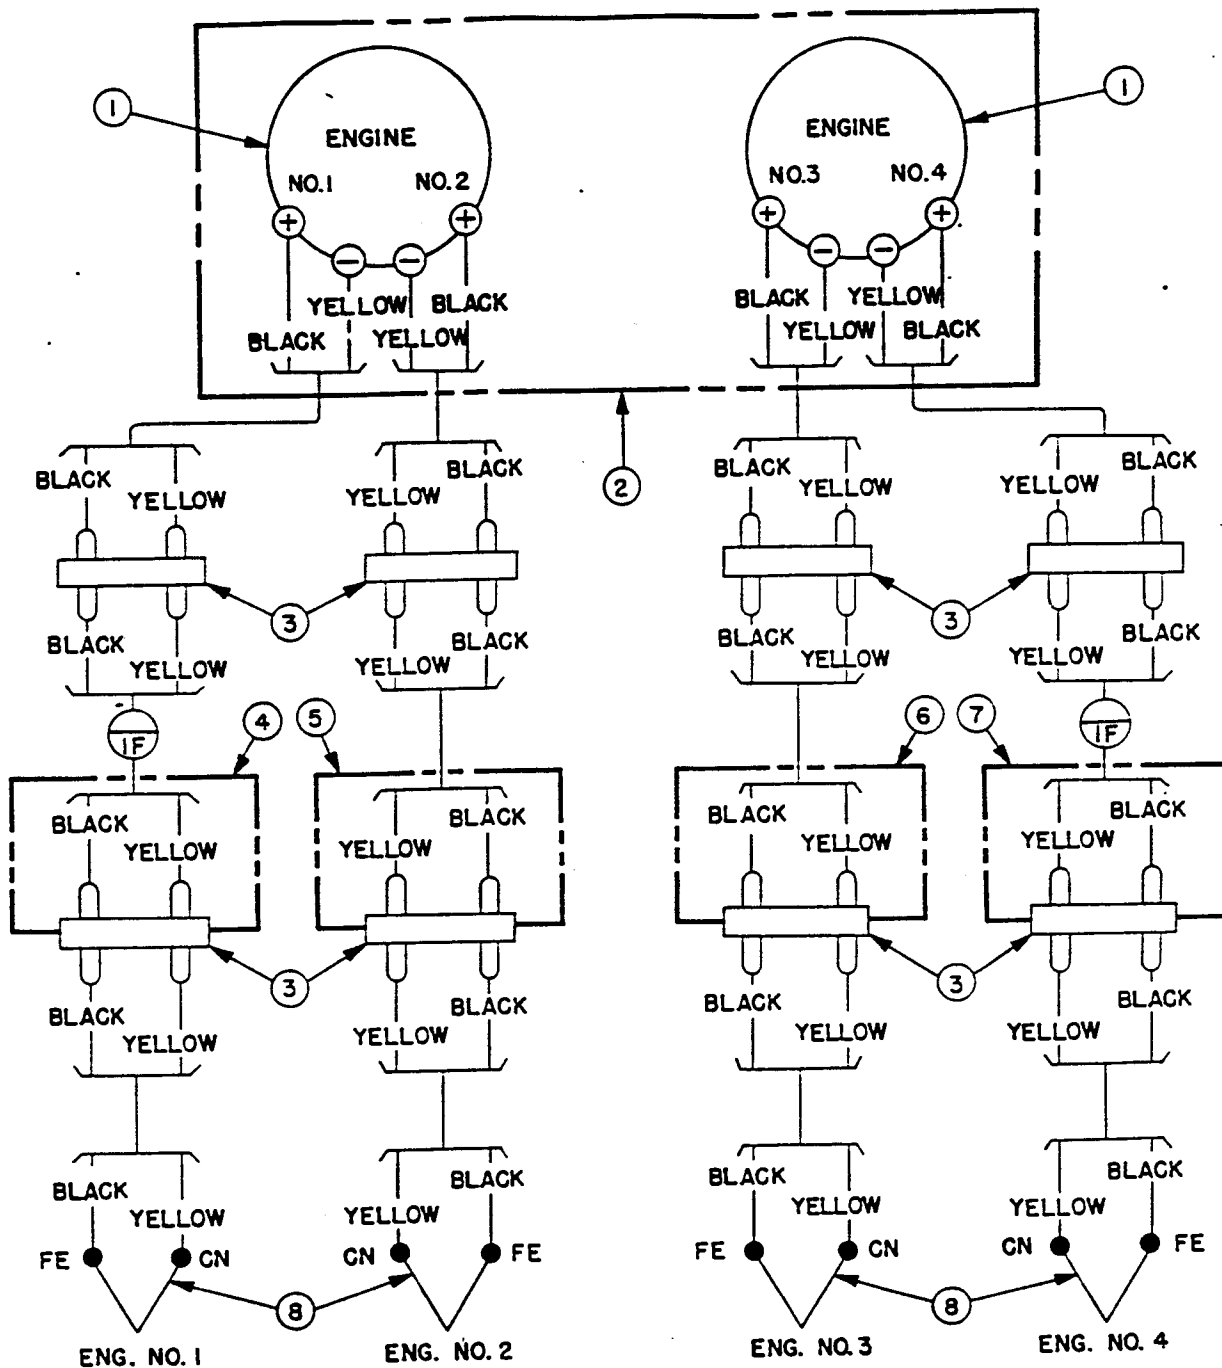 1 ENGINE NO.1 NO.2
ENGINE NO.3 NO.4 1
+ − − +
+ − − +
BLACK YELLOW YELLOW BLACK
BLACK YELLOW YELLOW BLACK
2
BLACK YELLOW YELLOW BLACK
BLACK YELLOW YELLOW BLACK
3 3
BLACK YELLOW YELLOW BLACK
BLACK YELLOW YELLOW BLACK
1F 4 5 6 7 1F
BLACK YELLOW YELLOW BLACK
BLACK YELLOW YELLOW BLACK
3 3
BLACK YELLOW YELLOW BLACK
BLACK YELLOW YELLOW BLACK
BLACK YELLOW YELLOW BLACK
BLACK YELLOW YELLOW BLACK
FE CN CN FE
FE CN CN FE
8 8
ENG. NO. 1
ENG. NO. 2
ENG. NO. 3
ENG. NO. 4